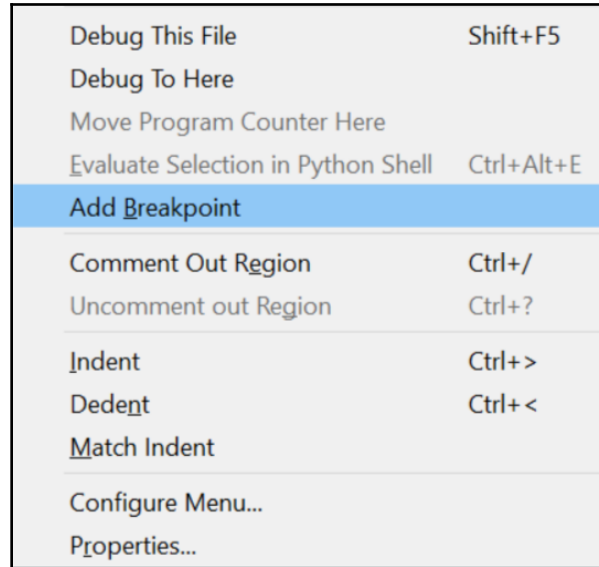 Debug This File Shift+F5
Debug To Here
Move Program Counter Here
Evaluate Selection in Python Shell Ctrl+Alt+E
Add Breakpoint
Comment Out Region Ctrl+/
Uncomment out Region Ctrl+?
Indent Ctrl+>
Dedent Ctrl+<
Match Indent
Configure Menu...
Properties...